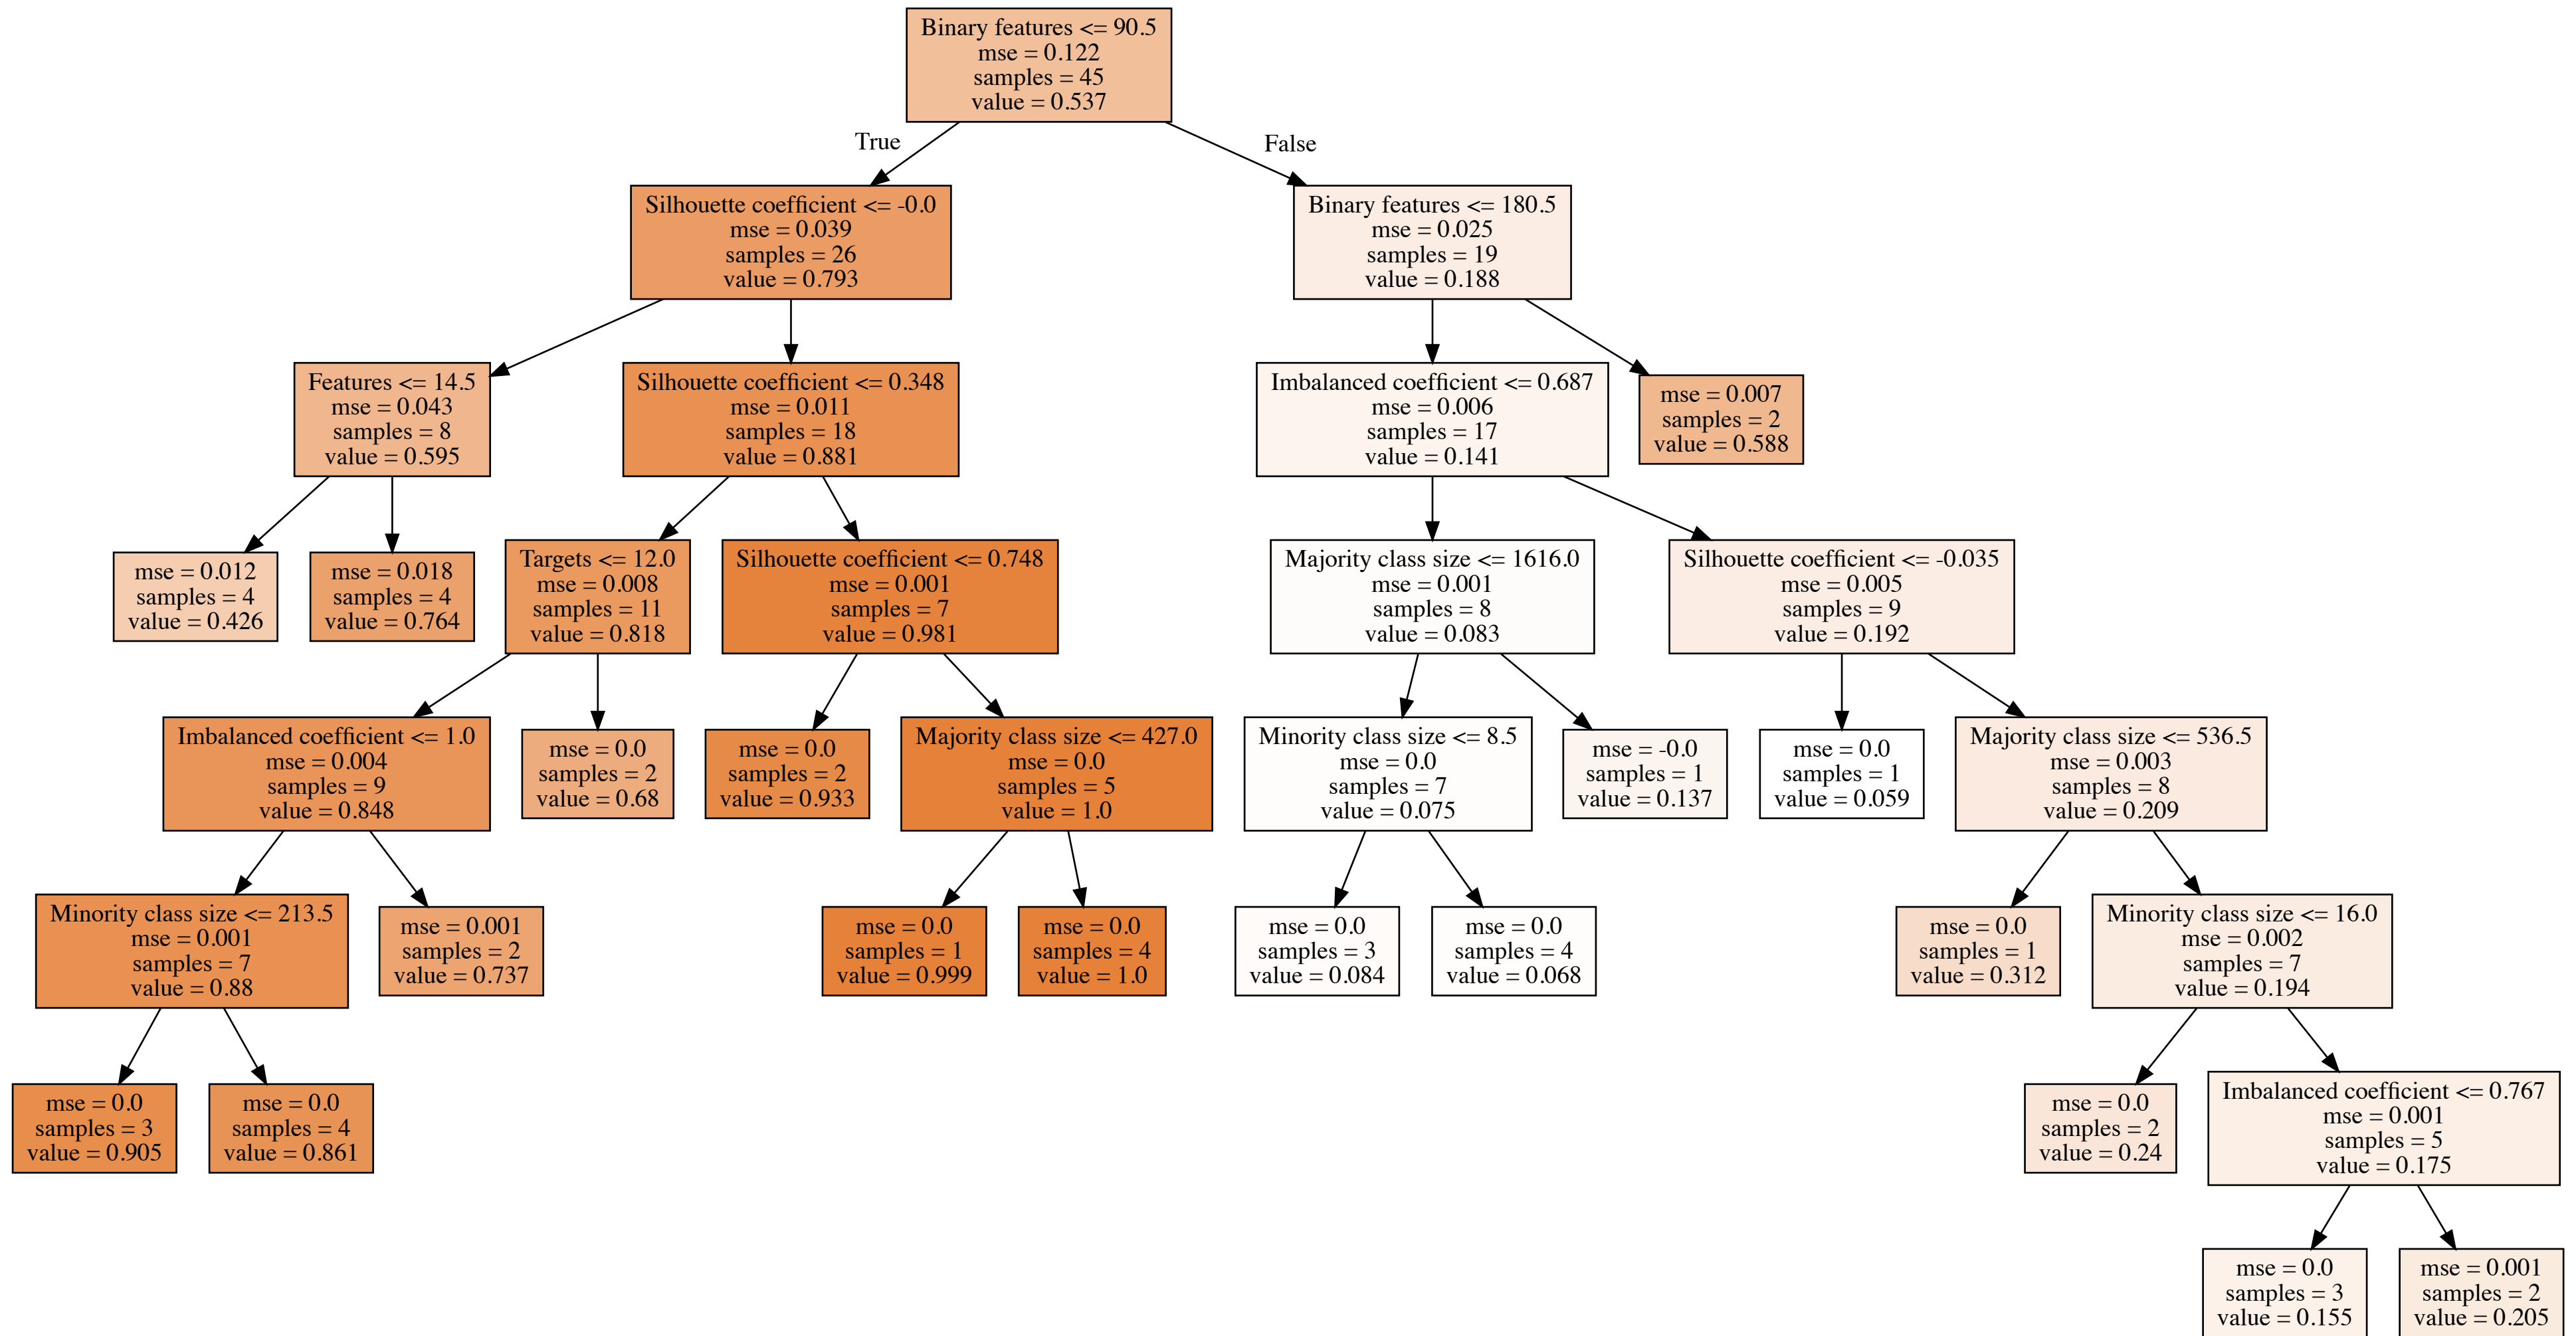 Binary features <= 90.5
mse = 0.122
samples = 45
value = 0.537
True
False
Silhouette coefficient <= -0.0
mse = 0.039
samples = 26
value = 0.793
Binary features <= 180.5
mse = 0.025
samples = 19
value = 0.188
Features <= 14.5
mse = 0.043
samples = 8
value = 0.595
Silhouette coefficient <= 0.348
mse = 0.011
samples = 18
value = 0.881
Imbalanced coefficient <= 0.687
mse = 0.006
samples = 17
value = 0.141
mse = 0.007
samples = 2
value = 0.588
mse = 0.012
samples = 4
value = 0.426
mse = 0.018
samples = 4
value = 0.764
Targets <= 12.0
mse = 0.008
samples = 11
value = 0.818
Silhouette coefficient <= 0.748
mse = 0.001
samples = 7
value = 0.981
Majority class size <= 1616.0
mse = 0.001
samples = 8
value = 0.083
Silhouette coefficient <= -0.035
mse = 0.005
samples = 9
value = 0.192
Imbalanced coefficient <= 1.0
mse = 0.004
samples = 9
value = 0.848
mse = 0.0
samples = 2
value = 0.68
mse = 0.0
samples = 2
value = 0.933
Majority class size <= 427.0
mse = 0.0
samples = 5
value = 1.0
Minority class size <= 8.5
mse = 0.0
samples = 7
value = 0.075
mse = -0.0
samples = 1
value = 0.137
mse = 0.0
samples = 1
value = 0.059
Majority class size <= 536.5
mse = 0.003
samples = 8
value = 0.209
Minority class size <= 213.5
mse = 0.001
samples = 7
value = 0.88
mse = 0.001
samples = 2
value = 0.737
mse = 0.0
samples = 1
value = 0.999
mse = 0.0
samples = 4
value = 1.0
mse = 0.0
samples = 3
value = 0.084
mse = 0.0
samples = 4
value = 0.068
mse = 0.0
samples = 1
value = 0.312
Minority class size <= 16.0
mse = 0.002
samples = 7
value = 0.194
mse = 0.0
samples = 3
value = 0.905
mse = 0.0
samples = 4
value = 0.861
mse = 0.0
samples = 2
value = 0.24
Imbalanced coefficient <= 0.767
mse = 0.001
samples = 5
value = 0.175
mse = 0.0
samples = 3
value = 0.155
mse = 0.001
samples = 2
value = 0.205